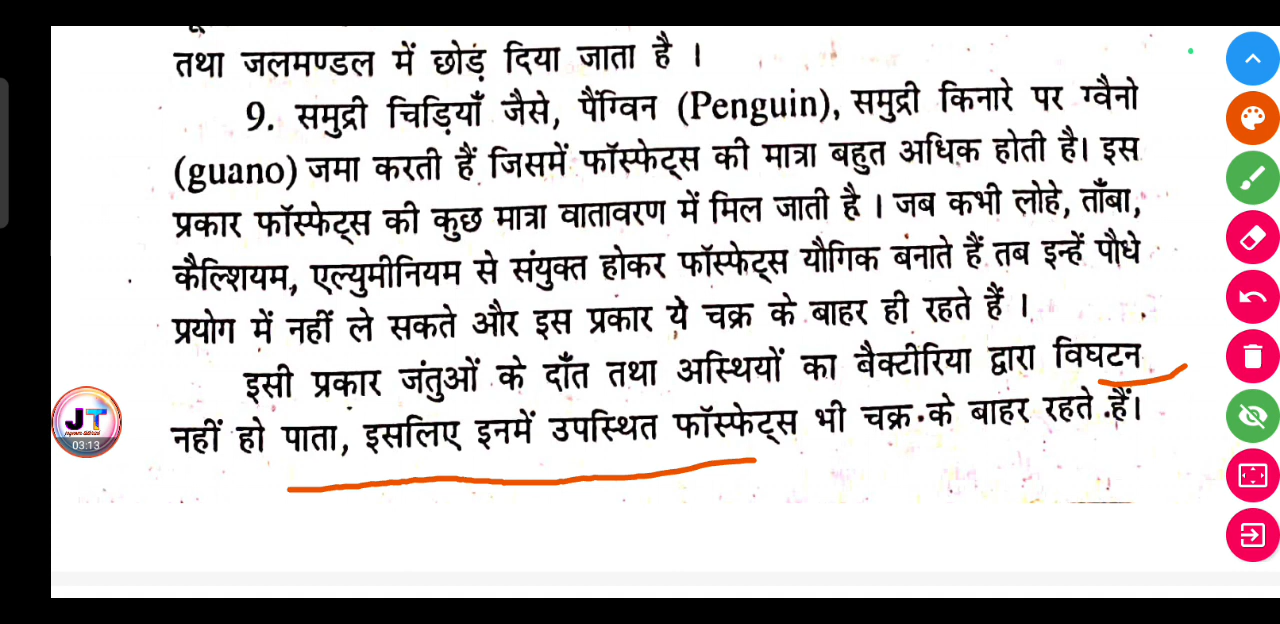 तथा जलमण्डल में छोड़ दिया जाता है ।
9. समुद्री चिड़ियाँ जैसे, पैंग्विन (Penguin), समुद्री किनारे पर ग्वैनो
(guano) जमा करती हैं जिसमें फॉस्फेट्स की मात्रा बहुत अधिक होती है। इस
प्रकार फॉस्फेट्स की कुछ मात्रा वातावरण में मिल जाती है । जब कभी लोहे, ताँबा,
कैल्शियम, एल्युमीनियम से संयुक्त होकर फॉस्फेट्स यौगिक बनाते हैं तब इन्हें पौधे
प्रयोग में नहीं ले सकते और इस प्रकार ये चक्र के बाहर ही रहते हैं ।
इसी प्रकार जंतुओं के दाँत तथा अस्थियों का बैक्टीरिया द्वारा विघटन
नहीं हो पाता, इसलिए इनमें उपस्थित फॉस्फेट्स भी चक्र के बाहर रहते हैं।
JT
03:13